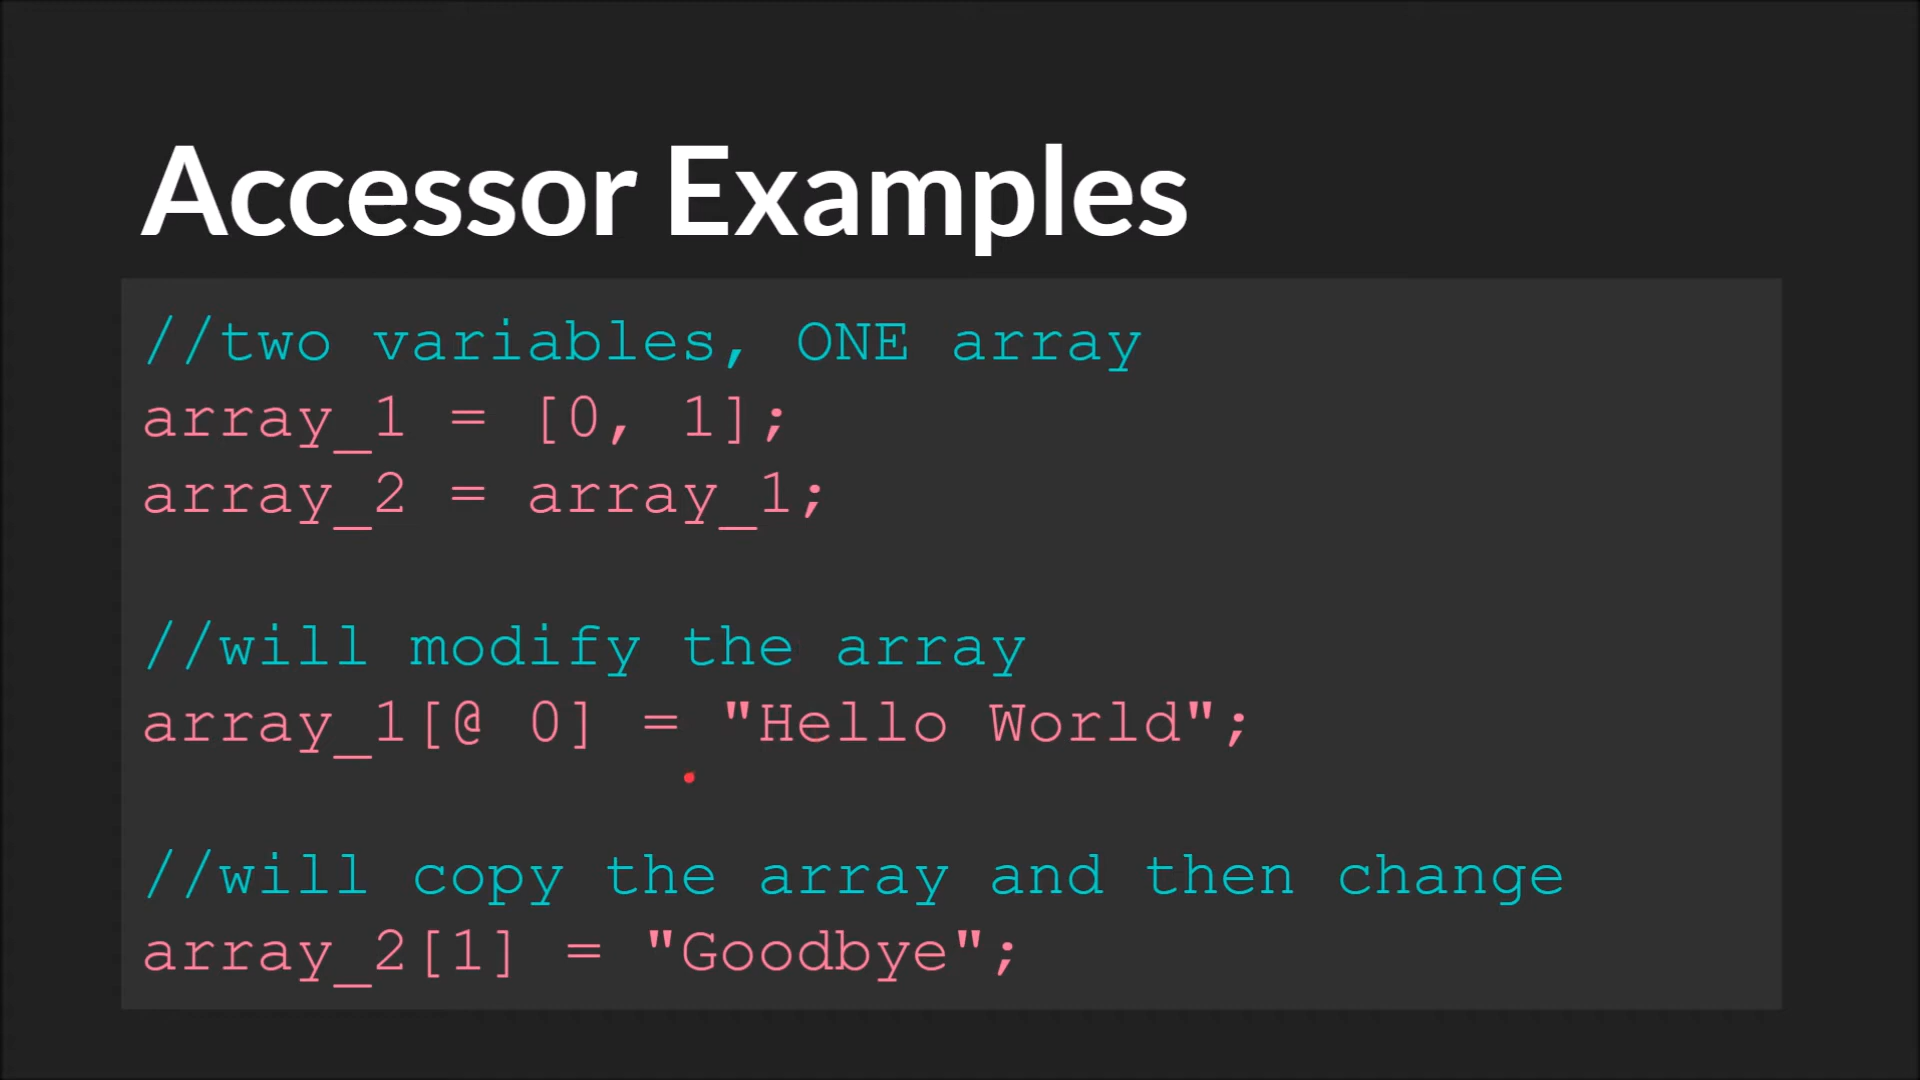 Accessor Examples
//two variables, ONE array
array_1 = [0, 1];
array_2 = array_1;
//will modify the array
array_1[@ 0] = "Hello World";
//will copy the array and then change
array_2[1] = "Goodbye";